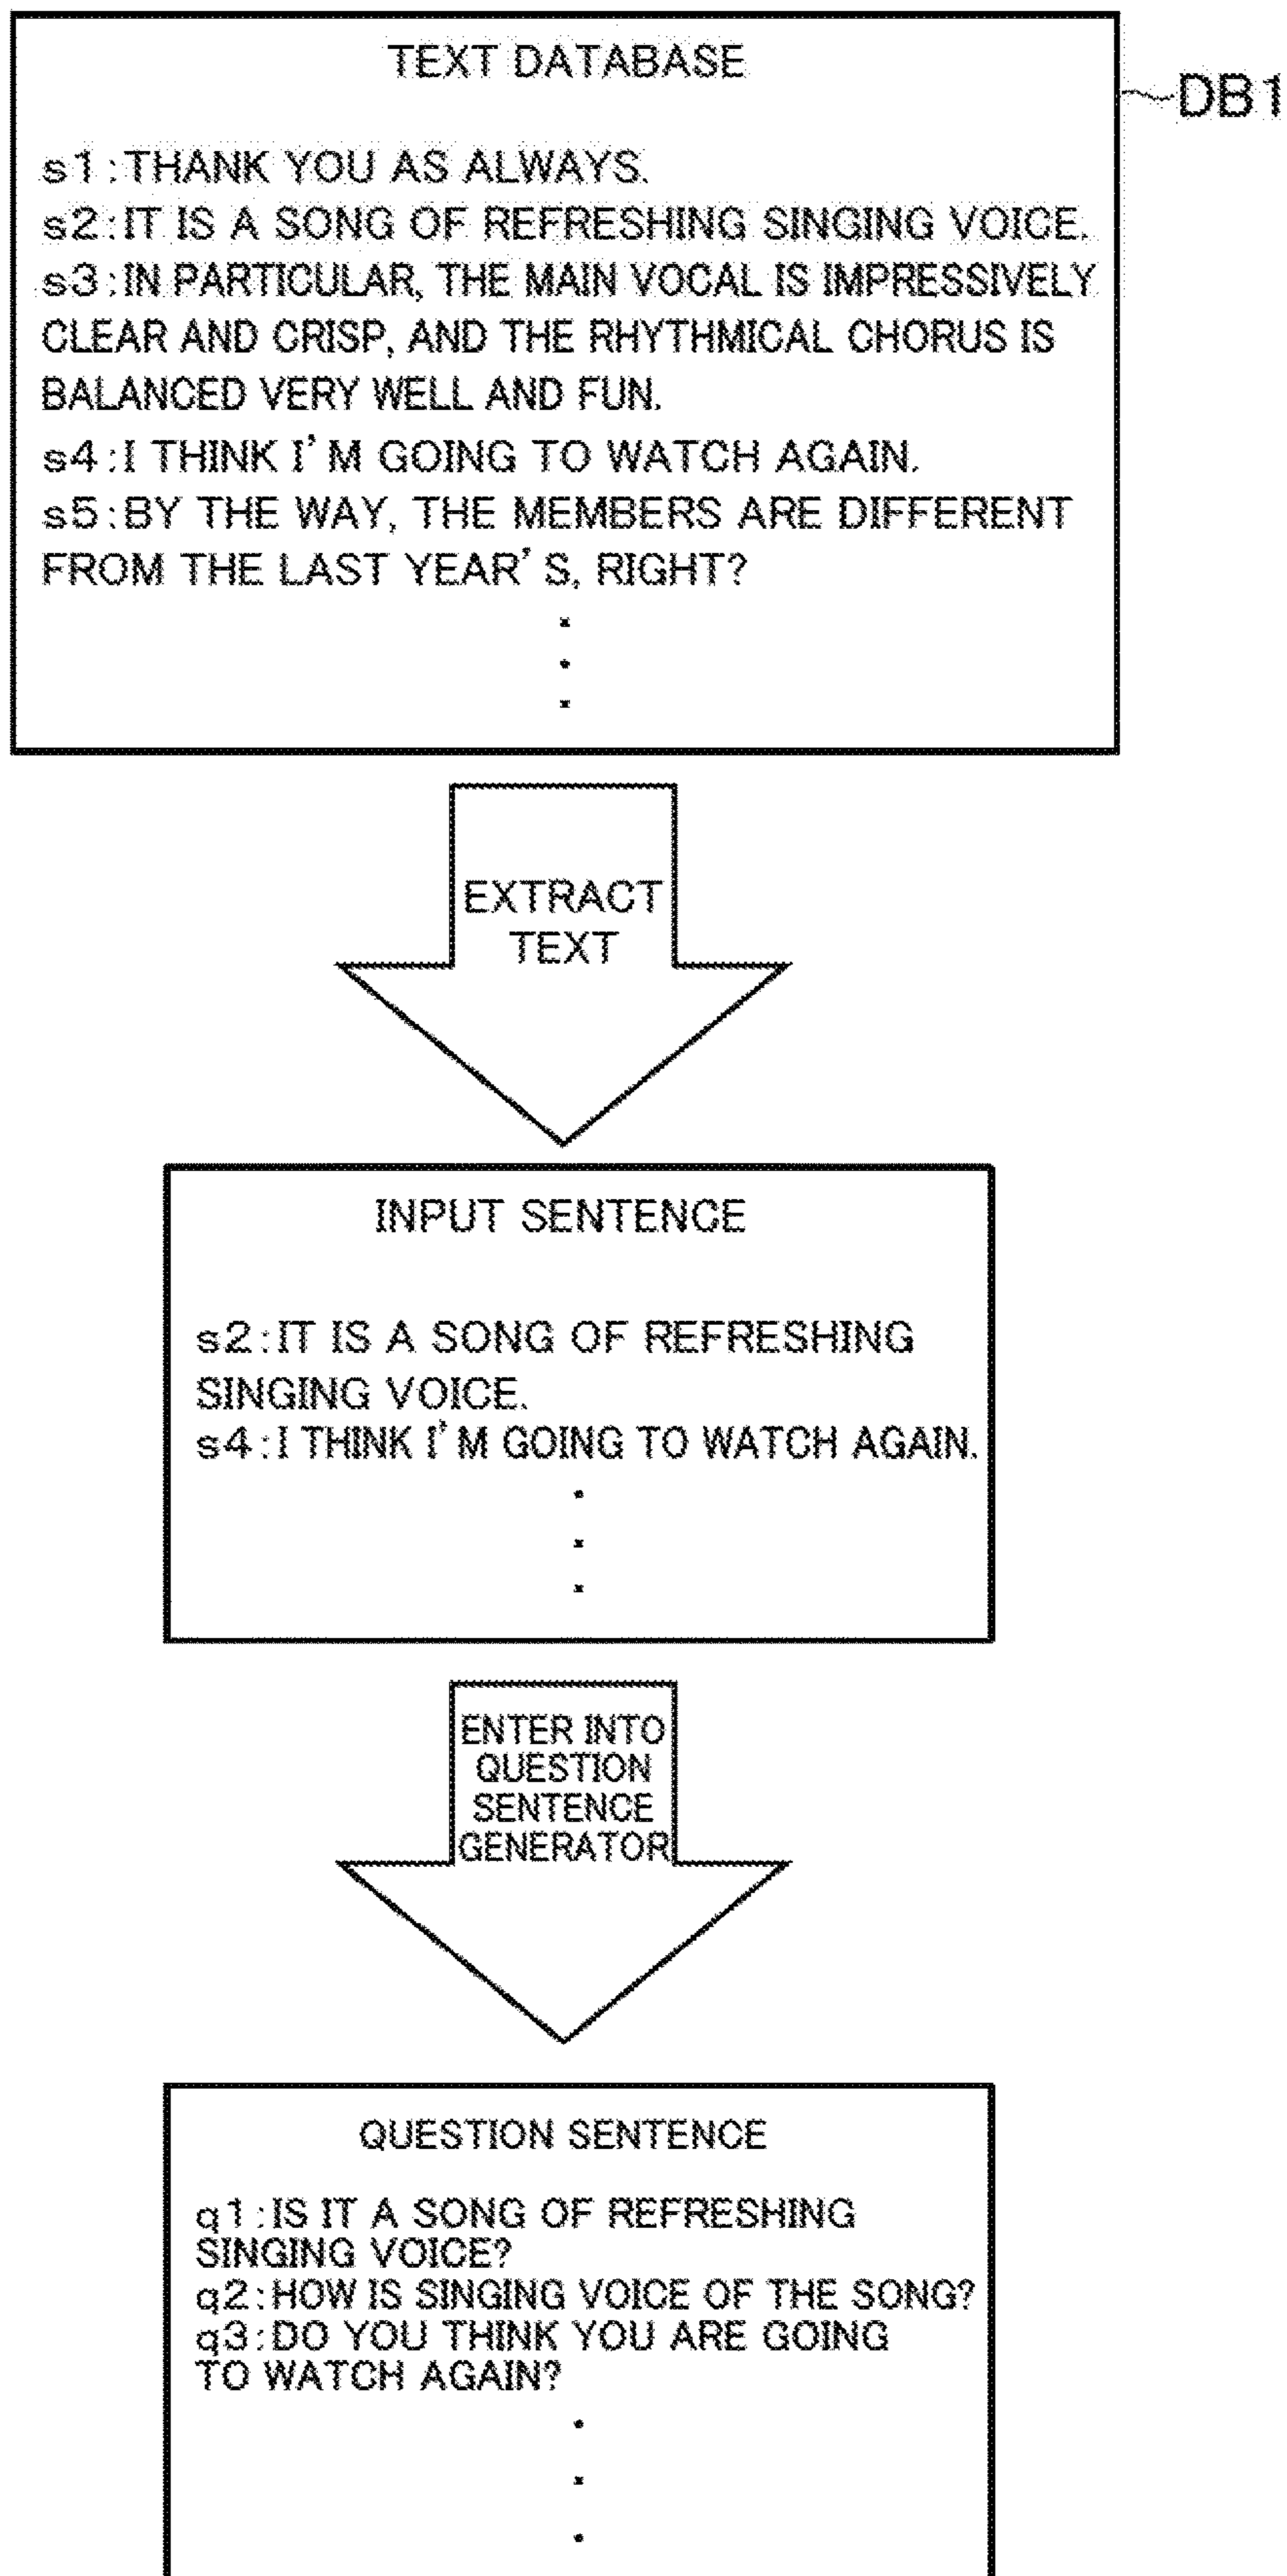 TEXT DATABASE
DB1
s1:THANK YOU AS ALWAYS.
s2:IT IS A SONG OF REFRESHING SINGING VOICE.
s3:IN PARTICULAR, THE MAIN VOCAL IS IMPRESSIVELY
CLEAR AND CRISP, AND THE RHYTHMICAL CHORUS IS
BALANCED VERY WELL AND FUN.
s4:I THINK I'M GOING TO WATCH AGAIN.
s5:BY THE WAY, THE MEMBERS ARE DIFFERENT
FROM THE LAST YEAR'S, RIGHT?
EXTRACT
TEXT
INPUT SENTENCE
s2:IT IS A SONG OF REFRESHING
SINGING VOICE.
s4:I THINK I'M GOING TO WATCH AGAIN.
ENTER INTO
QUESTION
SENTENCE
GENERATOR
QUESTION SENTENCE
q1:IS IT A SONG OF REFRESHING
SINGING VOICE?
q2:HOW IS SINGING VOICE OF THE SONG?
q3:DO YOU THINK YOU ARE GOING
TO WATCH AGAIN?